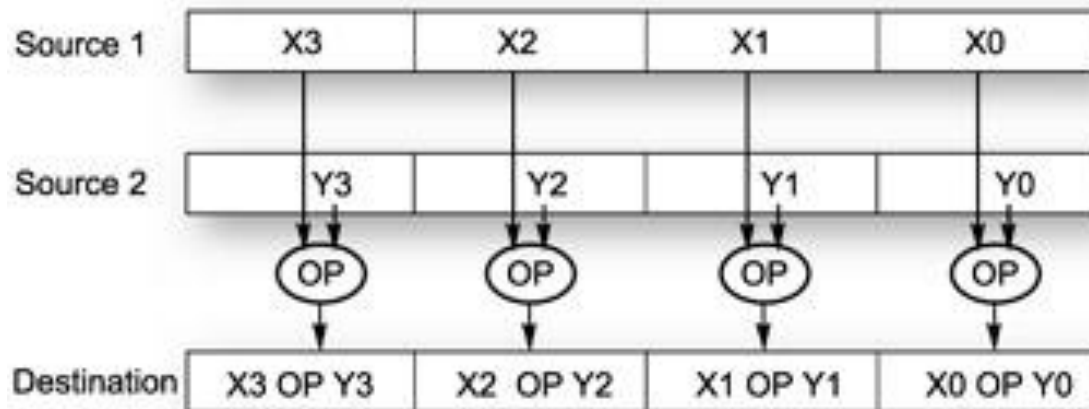 Source 1 X3 X2 X1 X0
Source 2 Y3 Y2 Y1 Y0
OP OP OP OP
Destination X3 OP Y3 X2 OP Y2 X1 OP Y1 X0 OP Y0